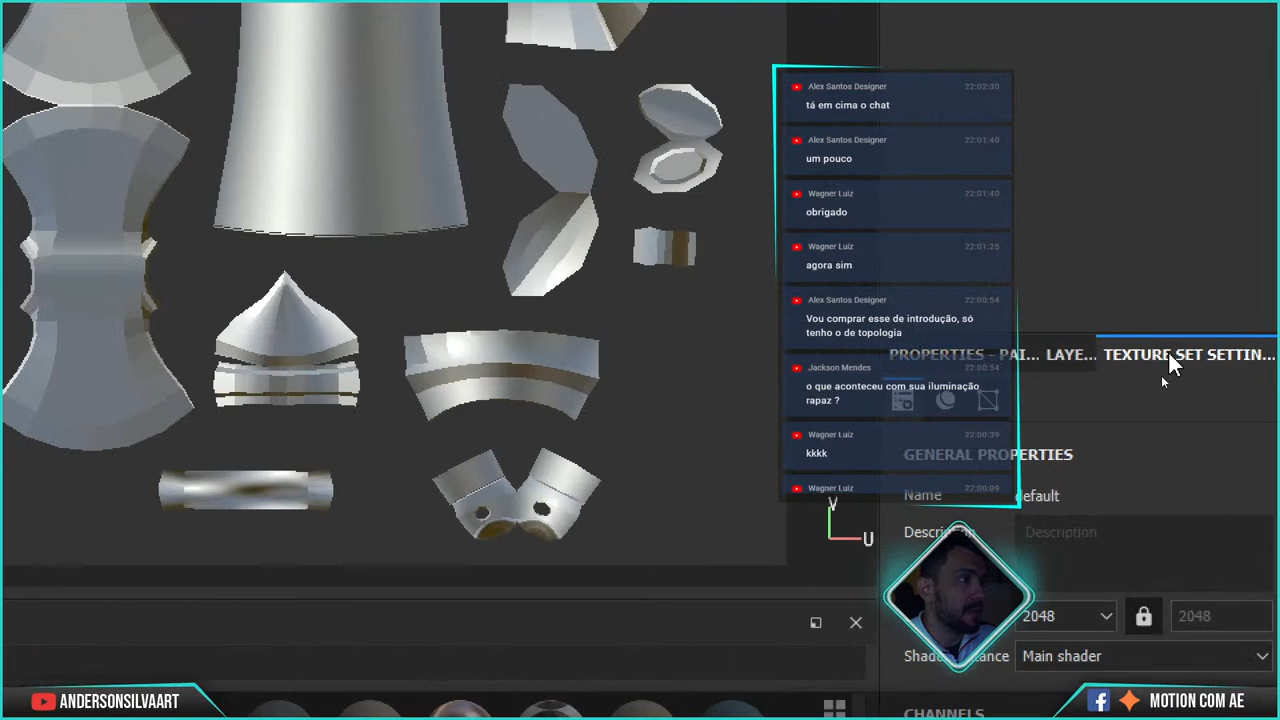 Alex Santos Designer 22:02:30
tá em cima o chat
Alex Santos Designer 22:01:40
um pouco
Wagner Luiz 22:01:40
obrigado
Wagner Luiz 22:01:25
agora sim
Alex Santos Designer 22:00:54
Vou comprar esse de introdução, só
tenho o de topologia
Jackson Mendes 22:00:54
o que aconteceu com sua iluminação
rapaz ?
Wagner Luiz 22:00:39
kkkk
Wagner Luiz 22:00:09
PROPERTIES - PAI... LAYE... TEXTURE SET SETTIN...
GENERAL PROPERTIES
Name default
Description
V
U
2048 2048
Main shader
CHANNELS
ANDERSONSILVAART
MOTION COM AE